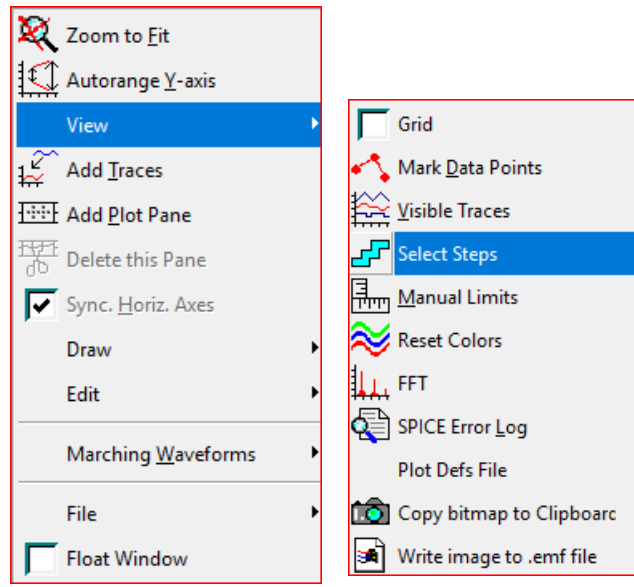 Zoom to Fit
Autorange Y-axis
View
Add Traces
Add Plot Pane
Delete this Pane
Sync. Horiz. Axes
Draw
Edit
Marching Waveforms
File
Float Window
Grid
Mark Data Points
Visible Traces
Select Steps
Manual Limits
Reset Colors
FFT
SPICE Error Log
Plot Defs File
Copy bitmap to Clipboard
Write image to .emf file